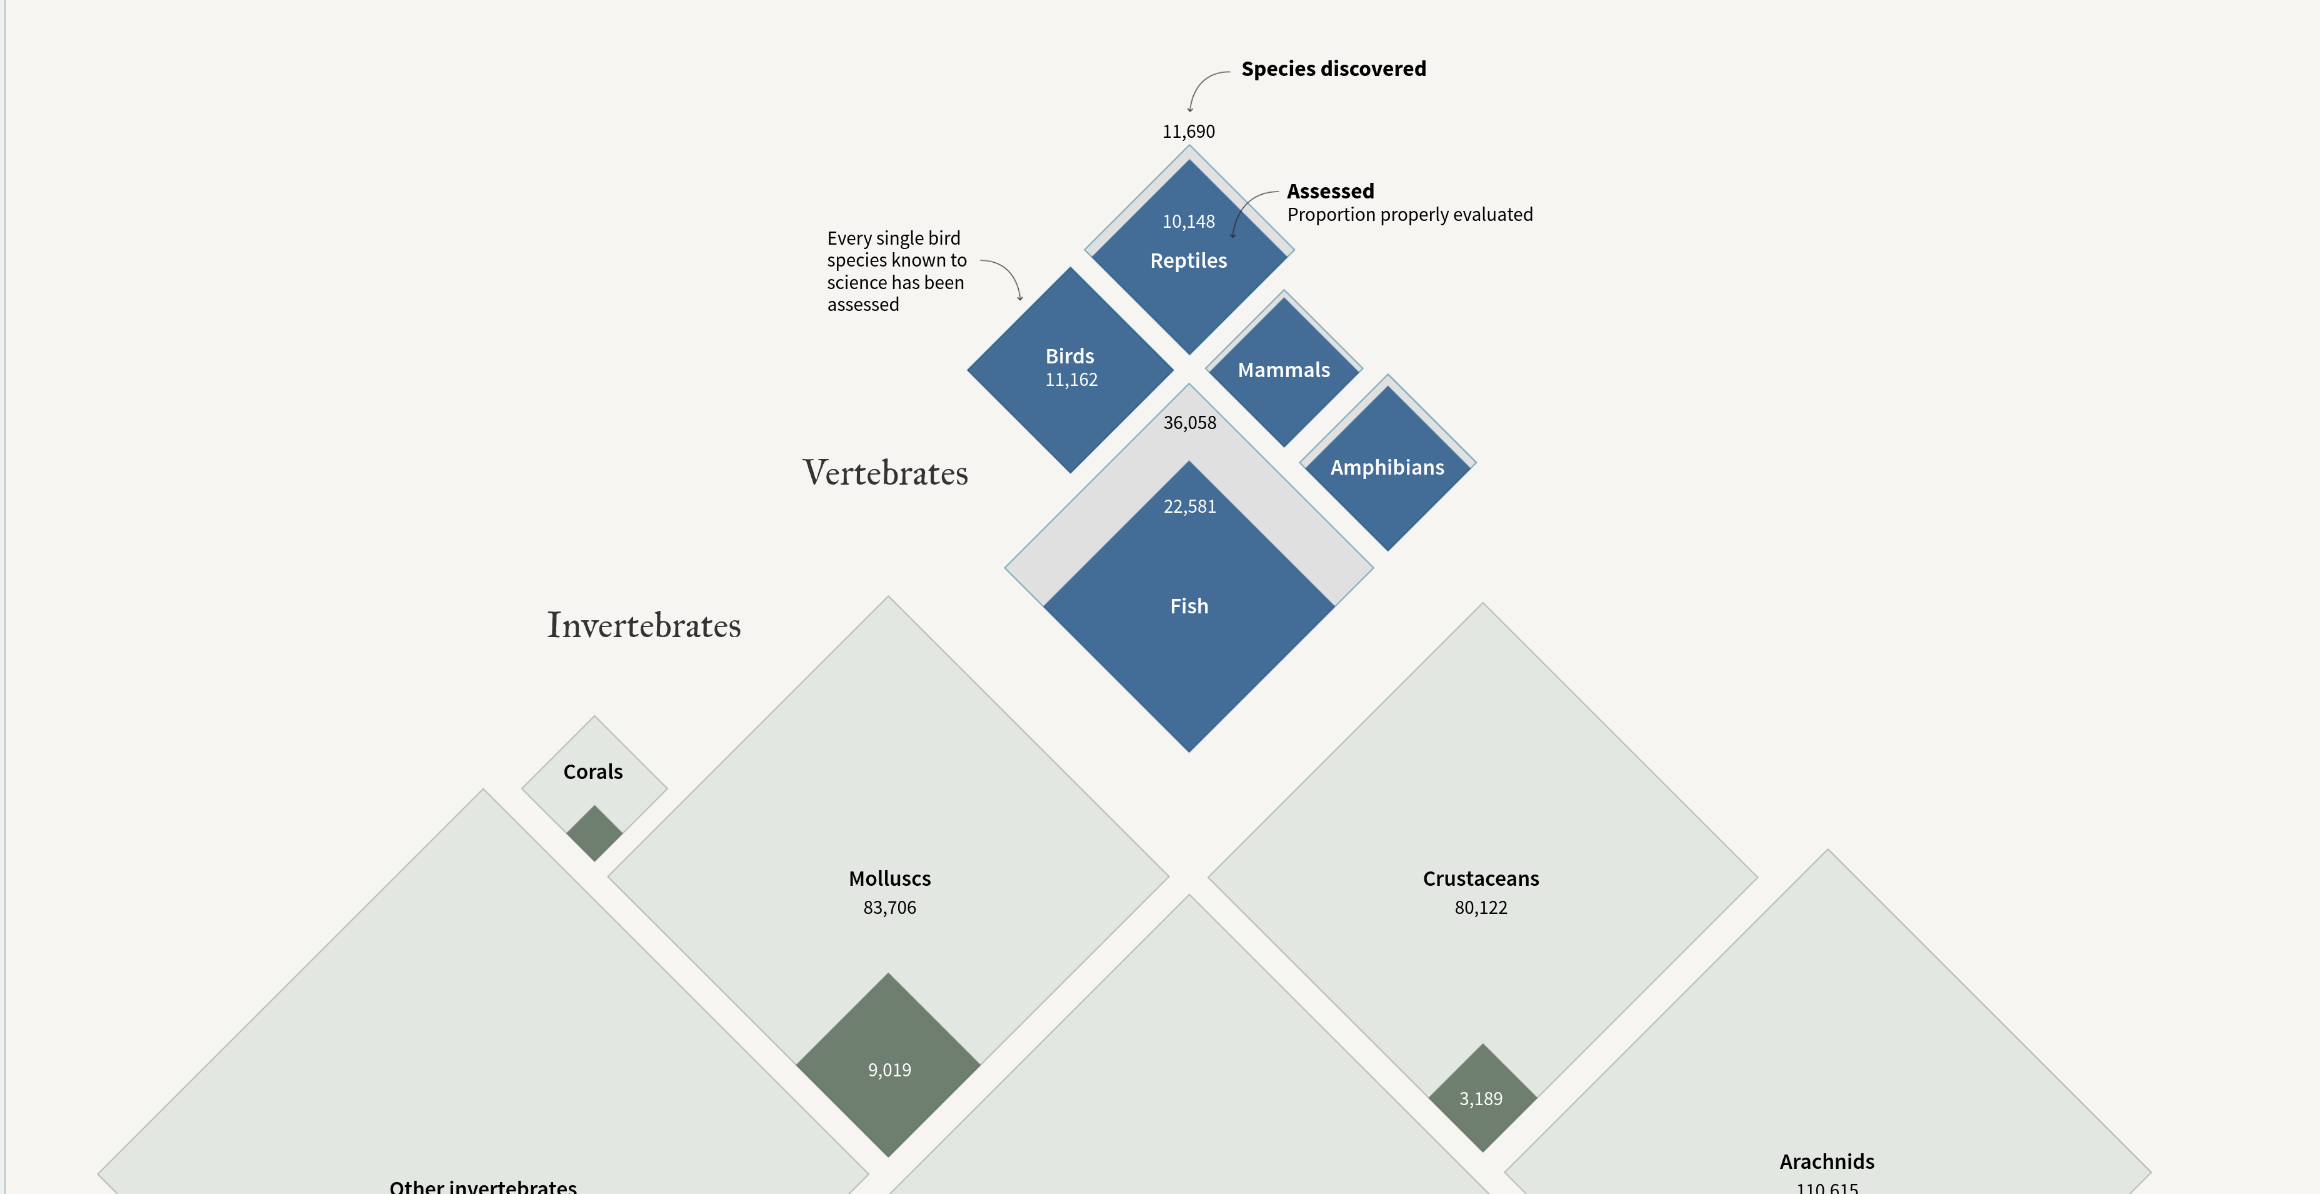 Species discovered
11,690
Assessed
Proportion properly evaluated
10,148
Reptiles
Every single bird
species known to
science has been
assessed
Birds
11,162
Mammals
36,058
Amphibians
Vertebrates
22,581
Fish
Invertebrates
Corals
Molluscs
83,706
Crustaceans
80,122
9,019
3,189
Arachnids
110,615
Other invertebrates